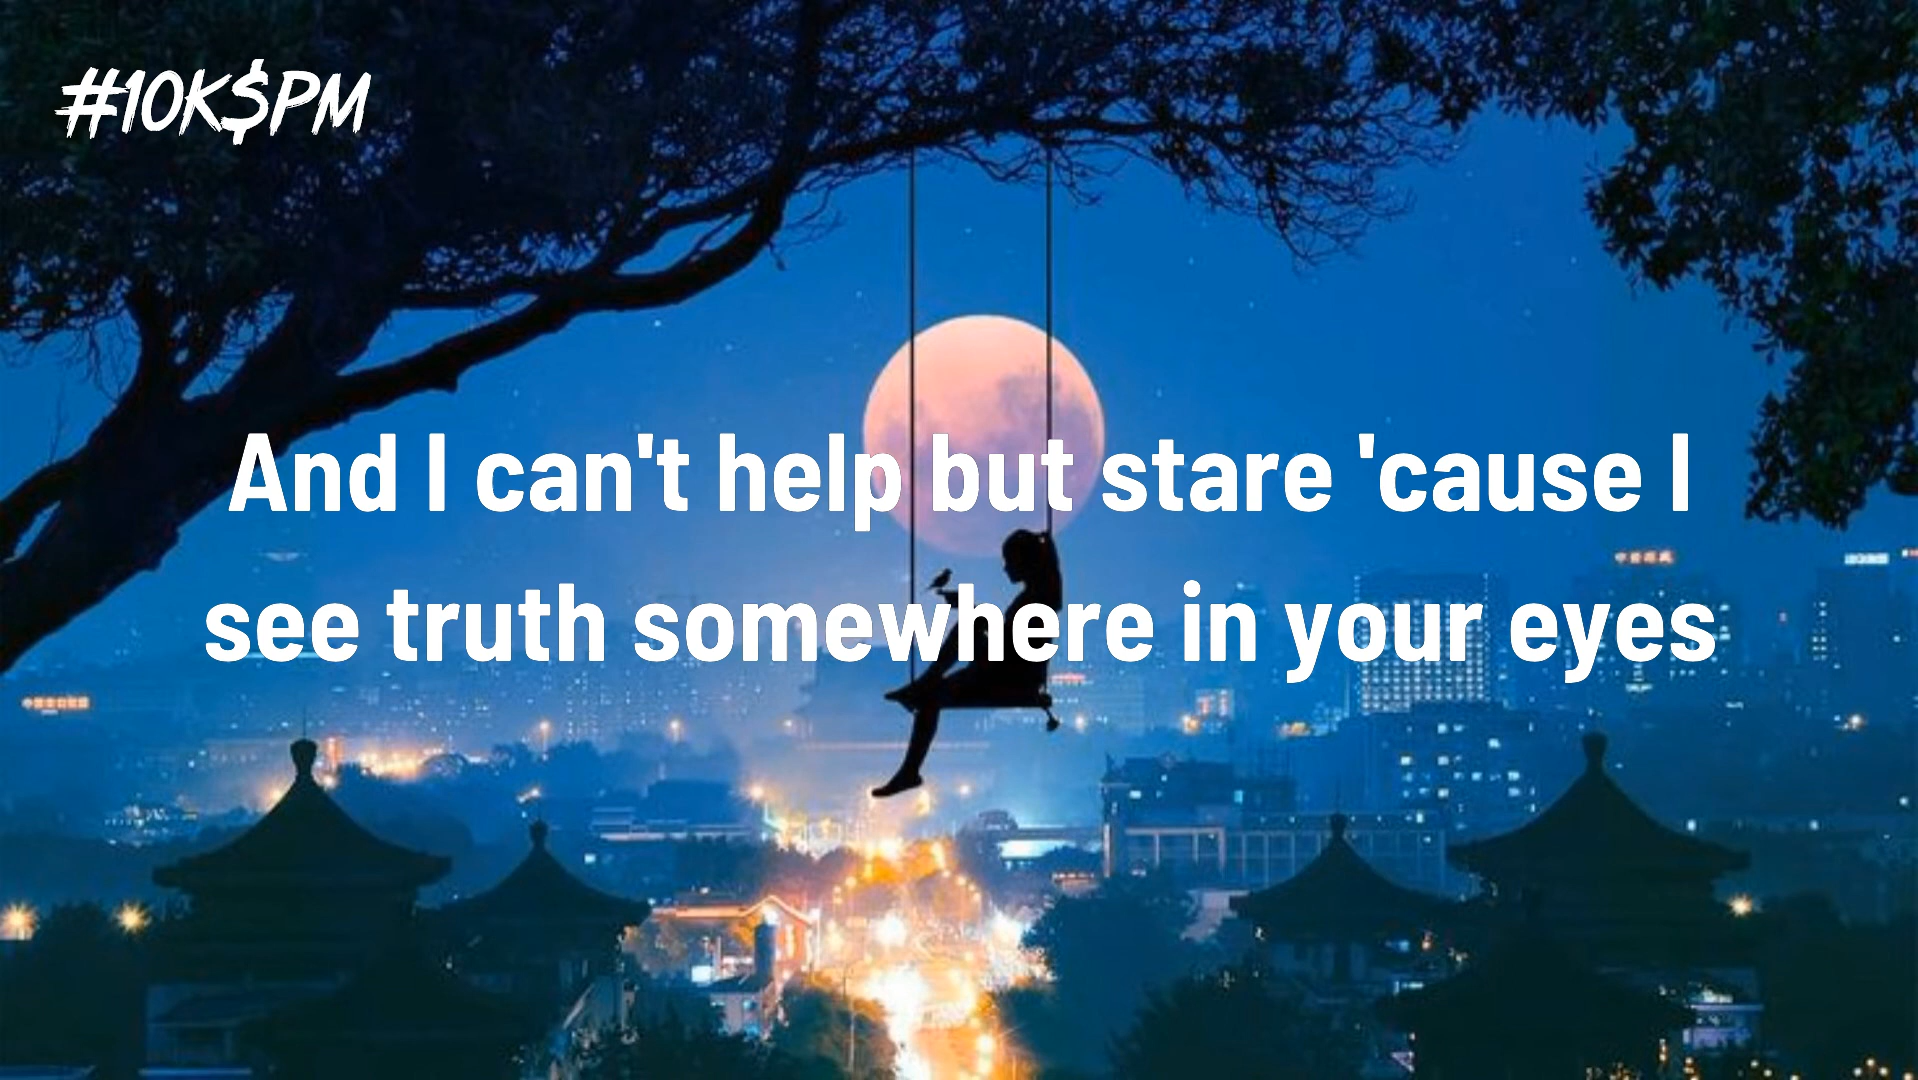 #10K$PM
And I can't help but stare 'cause I
see truth somewhere in your eyes